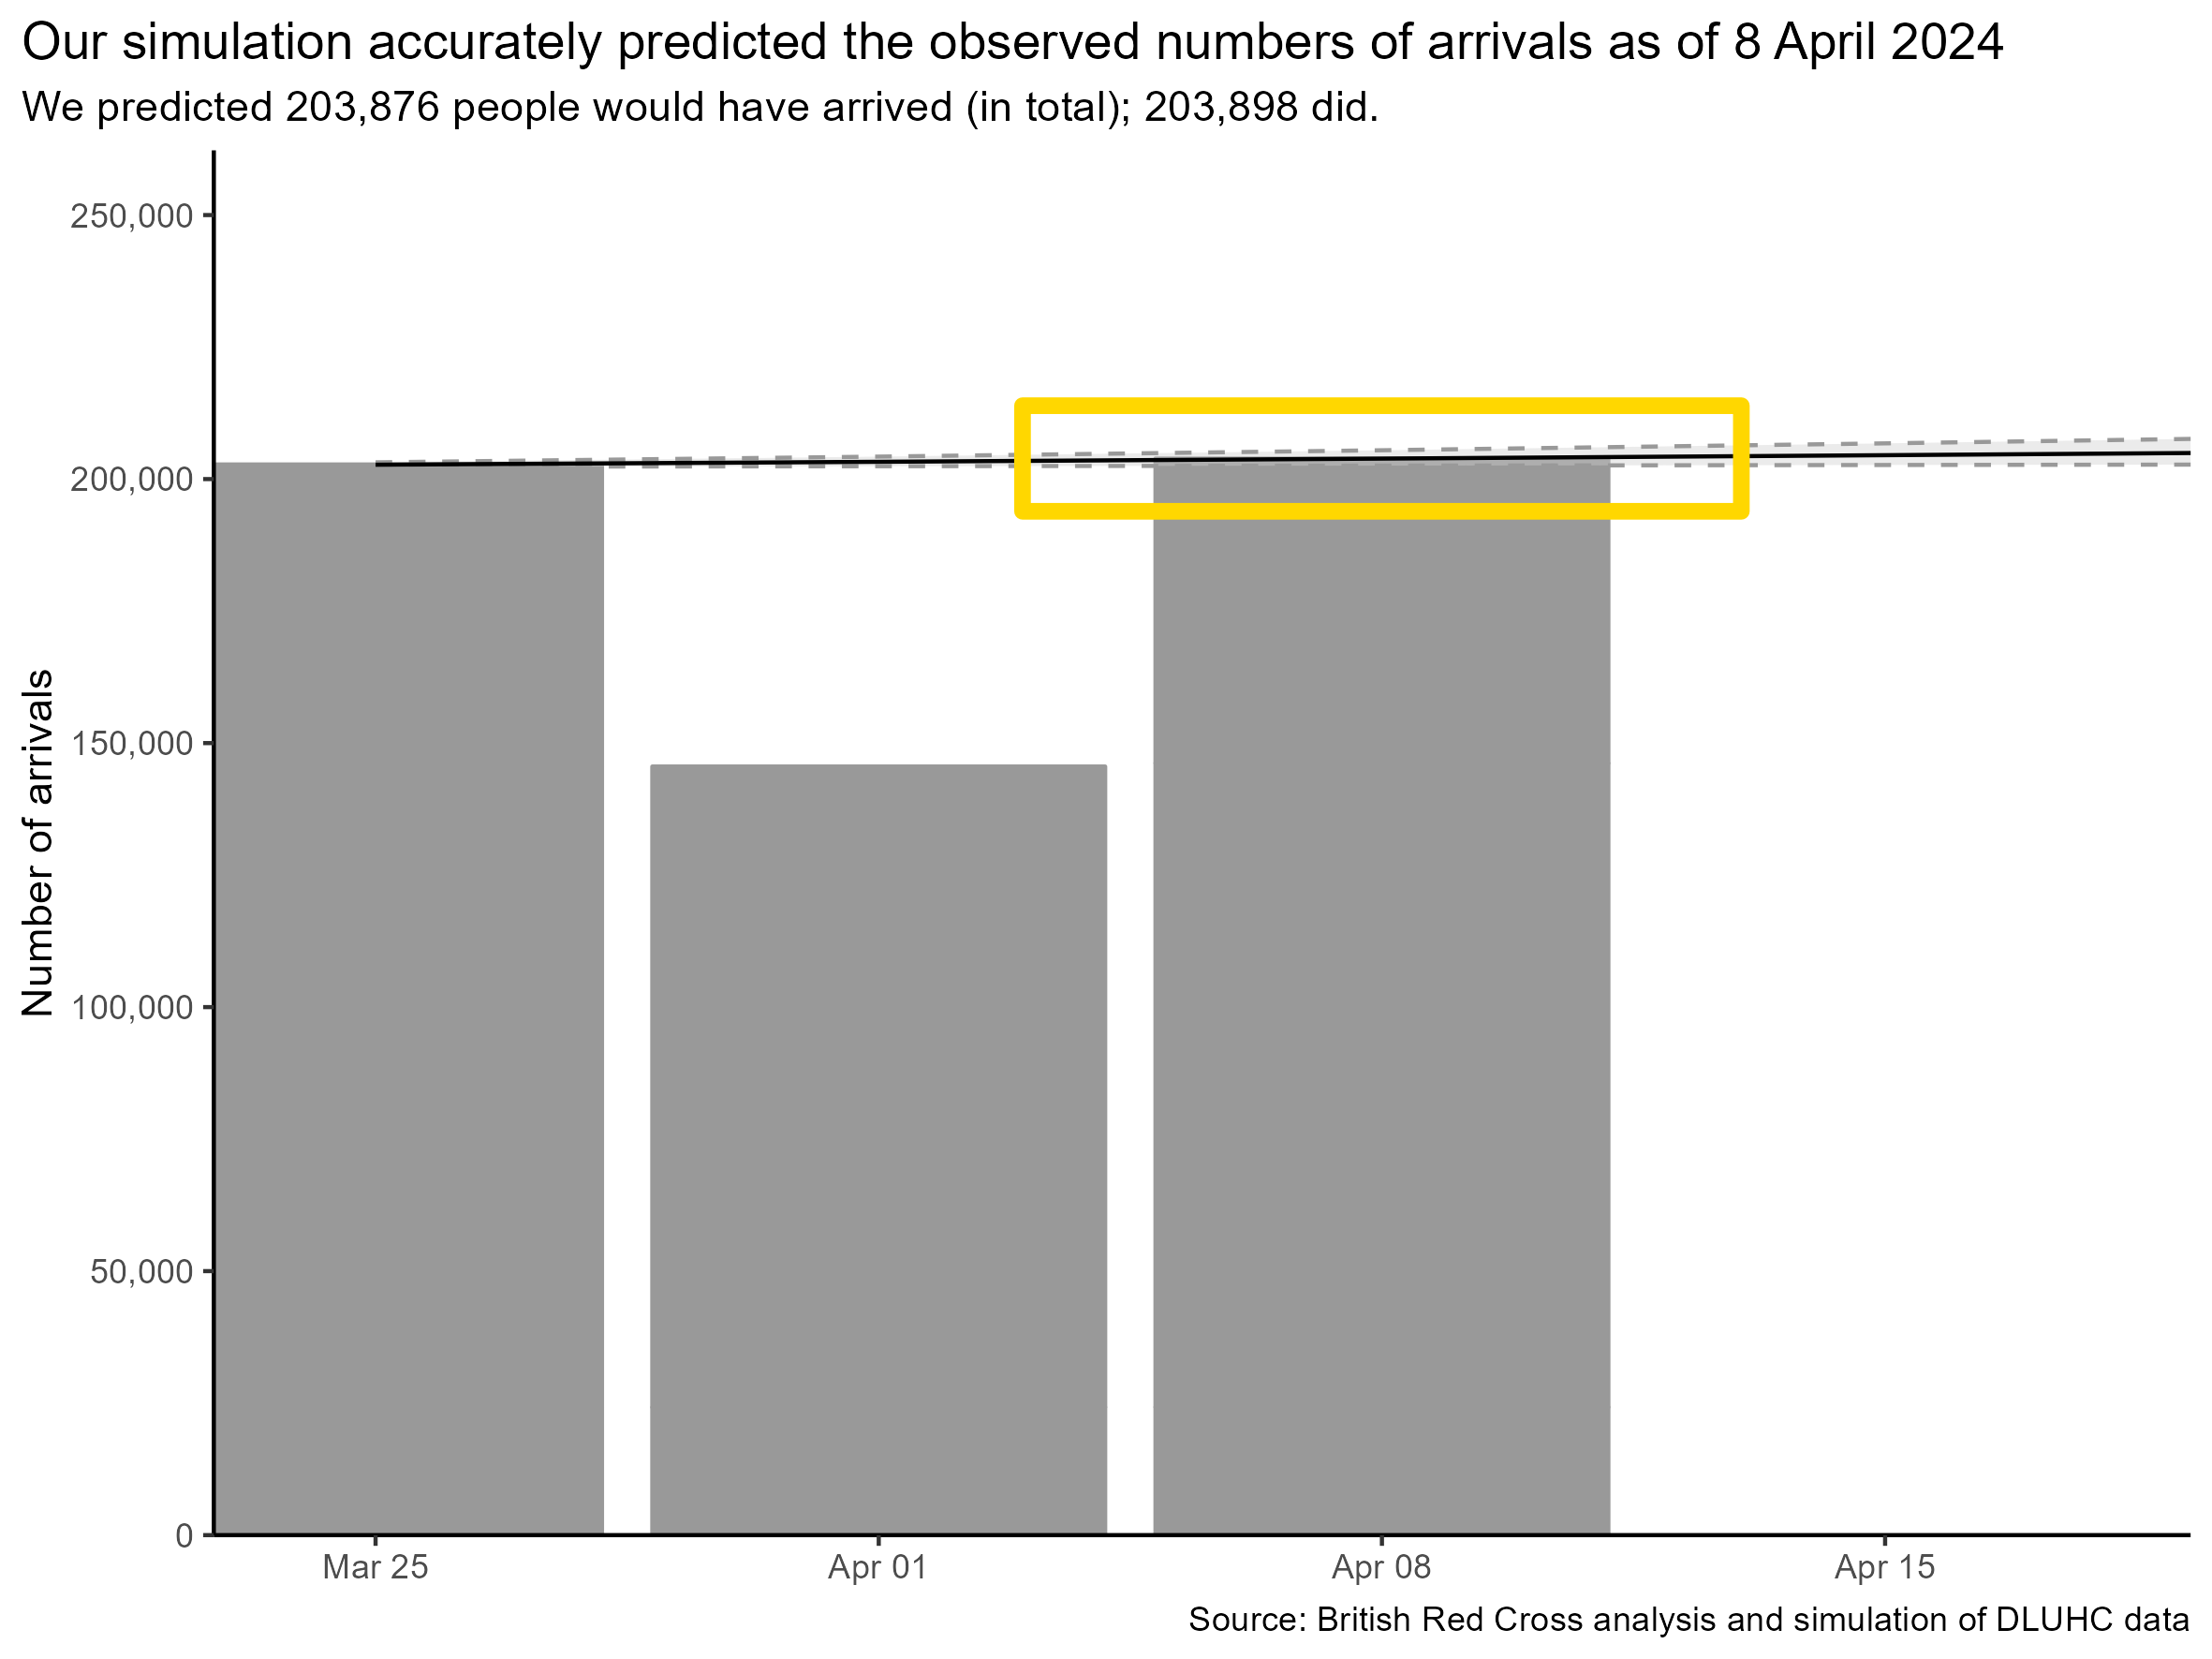 Our simulation accurately predicted the observed numbers of arrivals as of 8 April 2024
We predicted 203,876 people would have arrived (in total); 203,898 did.
Number of arrivals
250,000
200,000
150,000
100,000
50,000
0
Mar 25
Apr 01
Apr 08
Apr 15
Source: British Red Cross analysis and simulation of DLUHC data